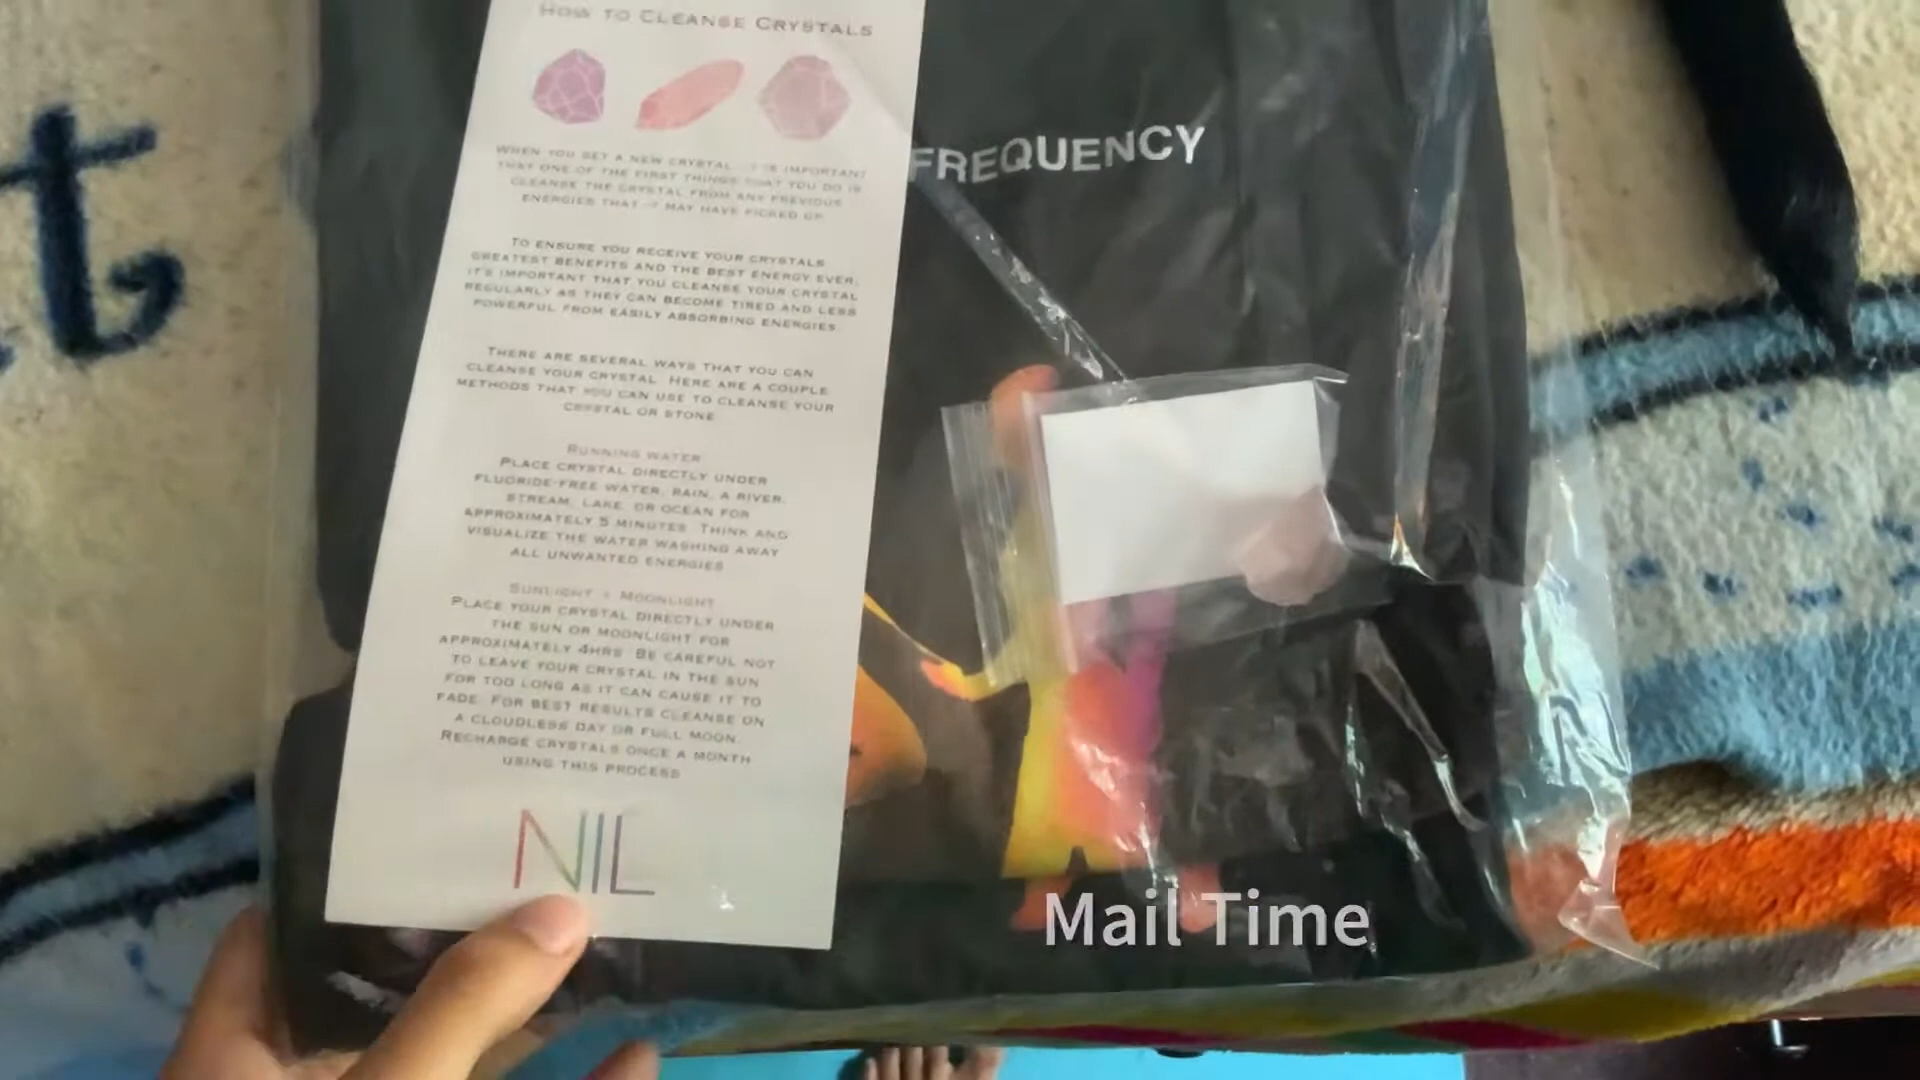 How to Cleanse Crystals
When you get a new crystal is important
that one of the first things that you do is
cleanse the crystal from any previous
energies that it may have picked up
To ensure you receive your crystals
greatest benefits and the best energy ever,
it's important that you cleanse your crystal
regularly as they can become tired and less
powerful from easily absorbing energies.
There are several ways that you can
cleanse your crystal. Here are a couple
methods that you can use to cleanse your
crystal or stone
Running Water
Place crystal directly under
fluoride-free water, rain, a river,
stream, lake, or ocean for
approximately 5 minutes. Think and
visualize the water washing away
all unwanted energies
Sunlight + Moonlight
Place your crystal directly under
the sun or moonlight for
approximately 4hrs. Be careful not
to leave your crystal in the sun
for too long as it can cause it to
fade. For best results cleanse on
a cloudless day or full moon.
Recharge crystals once a month
using this process
NIL
FREQUENCY
Mail Time
t